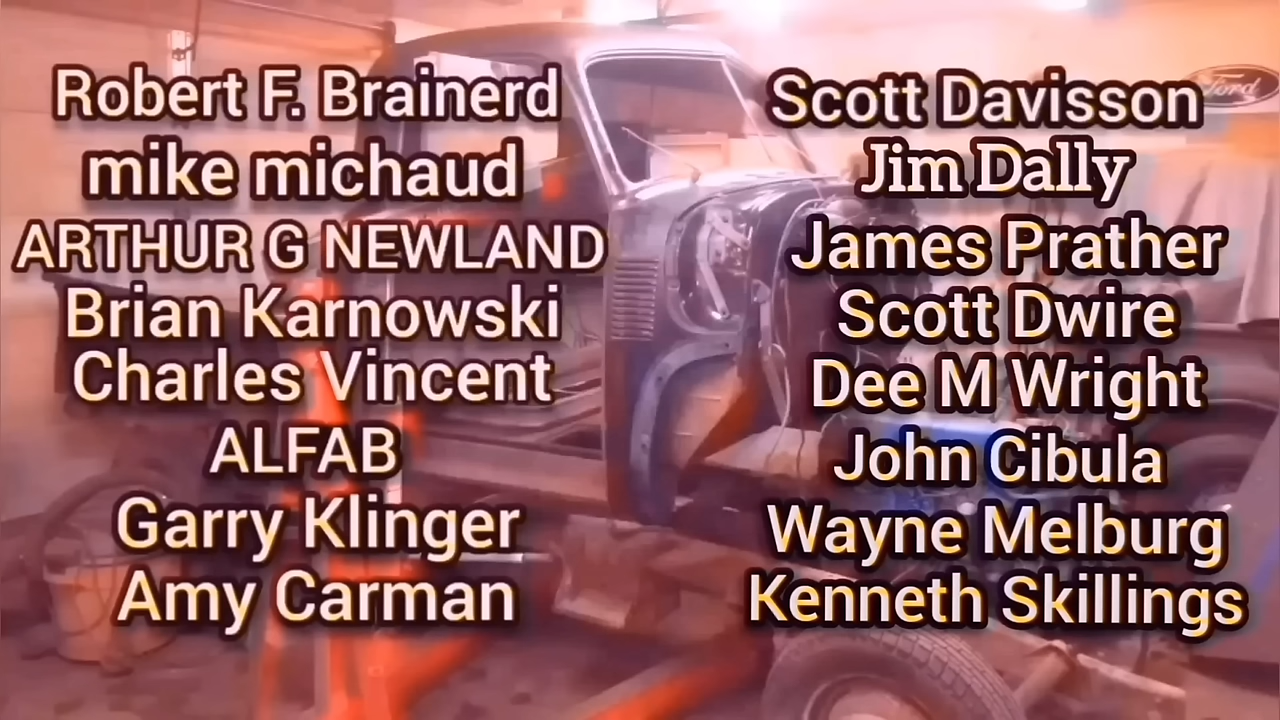 Robert F. Brainerd
mike michaud
ARTHUR G NEWLAND
Brian Karnowski
Charles Vincent
ALFAB
Garry Klinger
Amy Carman
Scott Davisson
Jim Dally
James Prather
Scott Dwire
Dee M Wright
John Cibula
Wayne Melburg
Kenneth Skillings
Ford